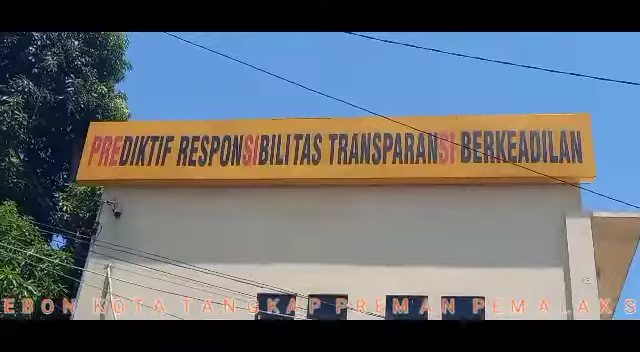 PREDIKTIF RESPONSIBILITAS TRANSPARANSI BERKEADILAN
EBON KOTA TANGKAP PREMAN PEMALAKS